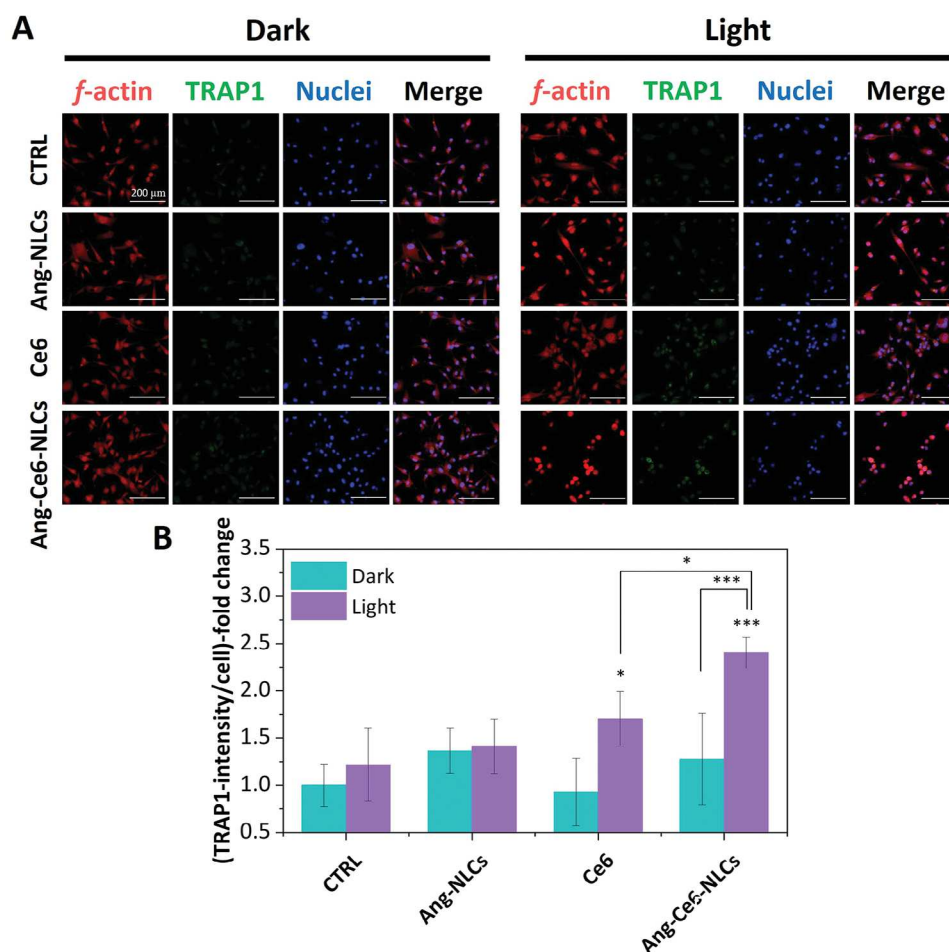 A
Dark Light
f-actin TRAP1 Nuclei Merge f-actin TRAP1 Nuclei Merge
CTRL
200 µm
Ang-NLCs
Ce6
Ang-Ce6-NLCs
B
(TRAP1-intensity/cell)-fold change
3.5
3.0
2.5
2.0
1.5
1.0
0.5
Dark
Light
*
***
***
*
CTRL
Ang-NLCs
Ce6
Ang-Ce6-NLCs